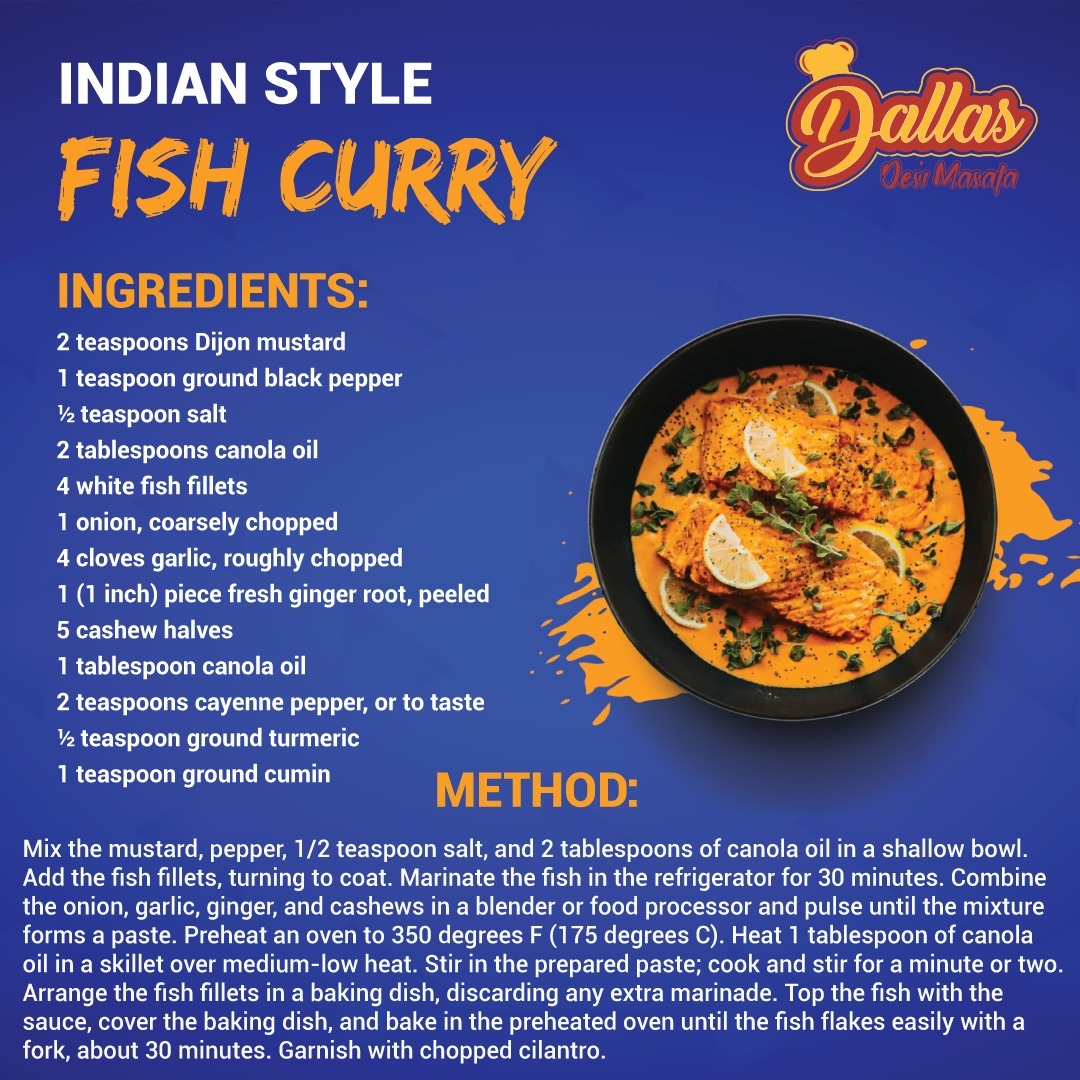 INDIAN STYLE
FISH CURRY
Dallas
Desi Masala
INGREDIENTS:
2 teaspoons Dijon mustard
1 teaspoon ground black pepper
½ teaspoon salt
2 tablespoons canola oil
4 white fish fillets
1 onion, coarsely chopped
4 cloves garlic, roughly chopped
1 (1 inch) piece fresh ginger root, peeled
5 cashew halves
1 tablespoon canola oil
2 teaspoons cayenne pepper, or to taste
½ teaspoon ground turmeric
1 teaspoon ground cumin
METHOD:
Mix the mustard, pepper, 1/2 teaspoon salt, and 2 tablespoons of canola oil in a shallow bowl.
Add the fish fillets, turning to coat. Marinate the fish in the refrigerator for 30 minutes. Combine
the onion, garlic, ginger, and cashews in a blender or food processor and pulse until the mixture
forms a paste. Preheat an oven to 350 degrees F (175 degrees C). Heat 1 tablespoon of canola
oil in a skillet over medium-low heat. Stir in the prepared paste; cook and stir for a minute or two.
Arrange the fish fillets in a baking dish, discarding any extra marinade. Top the fish with the
sauce, cover the baking dish, and bake in the preheated oven until the fish flakes easily with a
fork, about 30 minutes. Garnish with chopped cilantro.